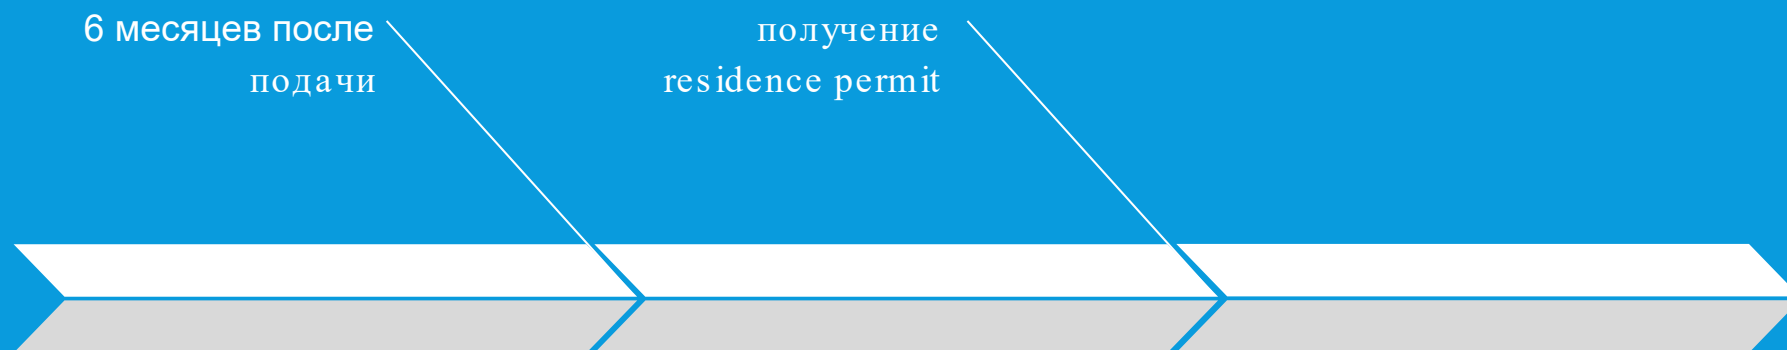 6 месяцев после
подачи
получение
residence permit